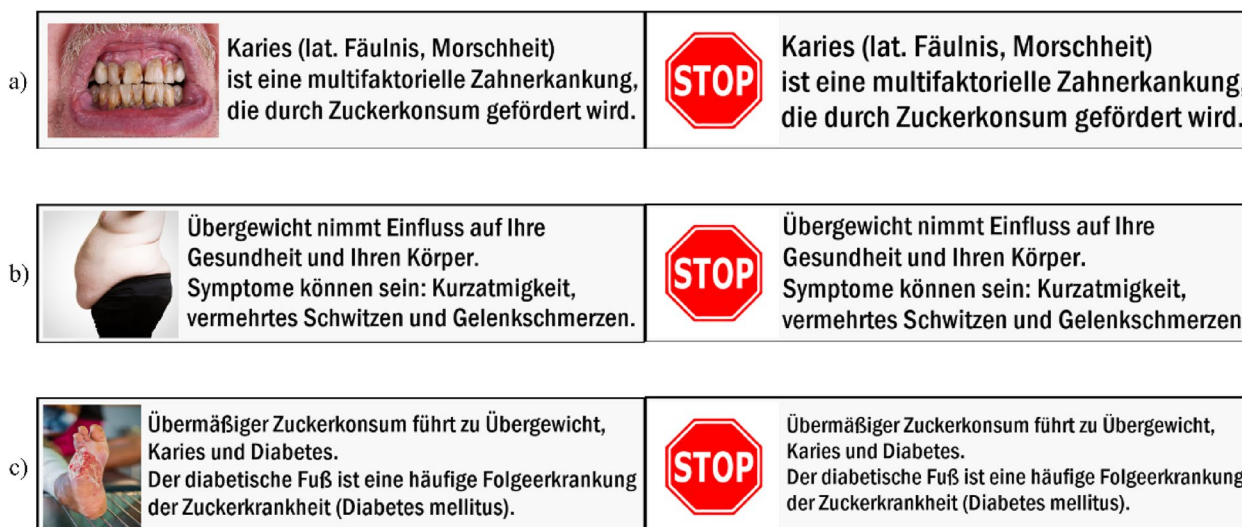 a)
Karies (lat. Fäulnis, Morschheit)
ist eine multifaktorielle Zahnerkankung,
die durch Zuckerkonsum gefördert wird.
STOP
Karies (lat. Fäulnis, Morschheit)
ist eine multifaktorielle Zahnerkankung,
die durch Zuckerkonsum gefördert wird.
b)
Übergewicht nimmt Einfluss auf Ihre
Gesundheit und Ihren Körper.
Symptome können sein: Kurzatmigkeit,
vermehrtes Schwitzen und Gelenkschmerzen.
STOP
Übergewicht nimmt Einfluss auf Ihre
Gesundheit und Ihren Körper.
Symptome können sein: Kurzatmigkeit,
vermehrtes Schwitzen und Gelenkschmerzen
c)
Übermäßiger Zuckerkonsum führt zu Übergewicht,
Karies und Diabetes.
Der diabetische Fuß ist eine häufige Folgeerkrankung
der Zuckerkrankheit (Diabetes mellitus).
STOP
Übermäßiger Zuckerkonsum führt zu Übergewicht,
Karies und Diabetes.
Der diabetische Fuß ist eine häufige Folgeerkrankung
der Zuckerkrankheit (Diabetes mellitus).